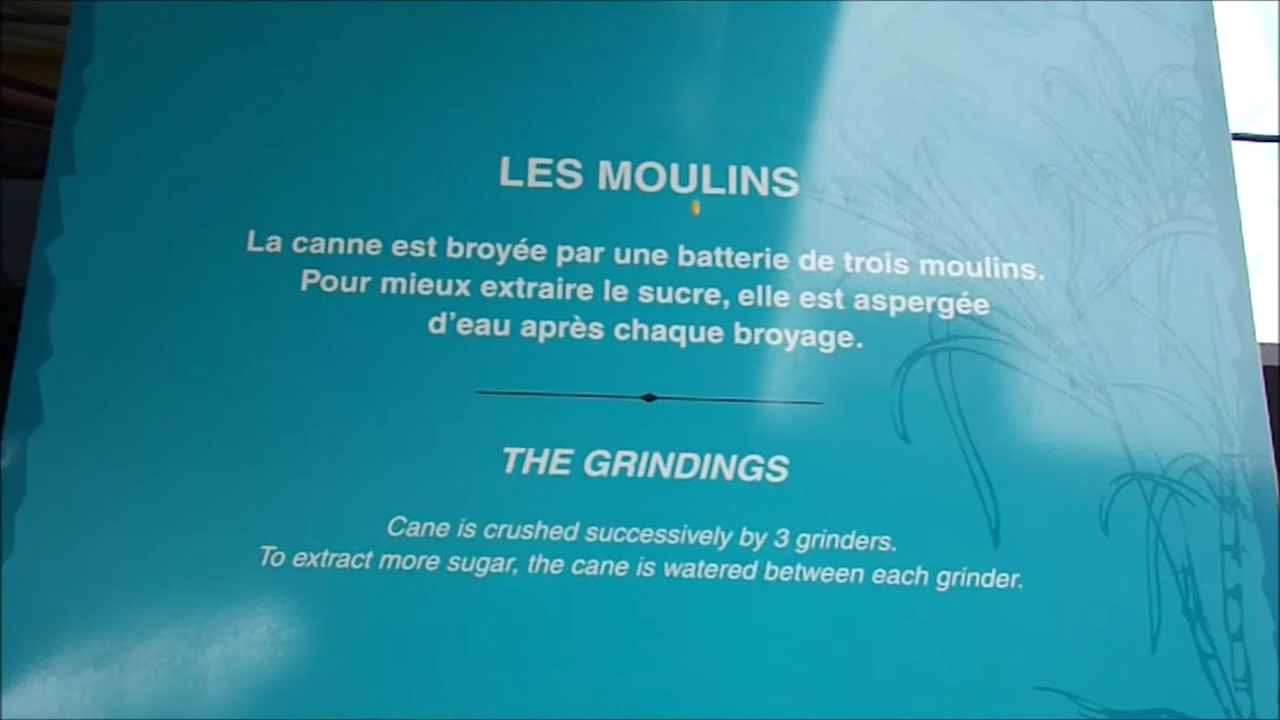 LES MOULINS
La canne est broyée par une batterie de trois moulins.
Pour mieux extraire le sucre, elle est aspergée
d'eau après chaque broyage.
THE GRINDINGS
Cane is crushed successively by 3 grinders.
To extract more sugar, the cane is watered between each grinder.